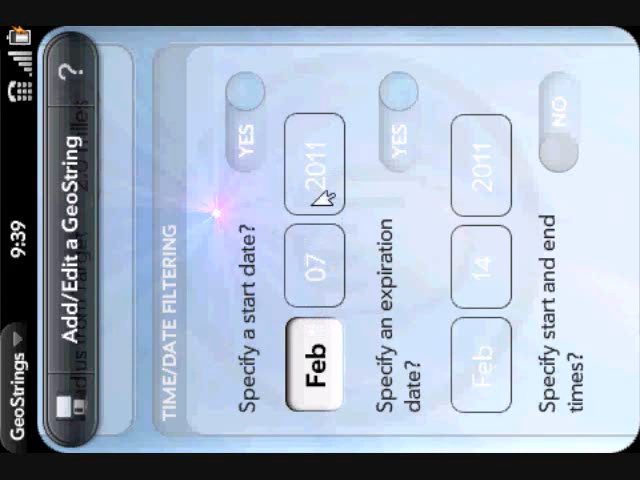 GeoStrings
9:39
Add/Edit a GeoString
?
TIME/DATE FILTERING
Specify a start date?
YES
Feb
07
2011
Specify an expiration
date?
YES
Feb
14
2011
Specify start and end
times?
NO